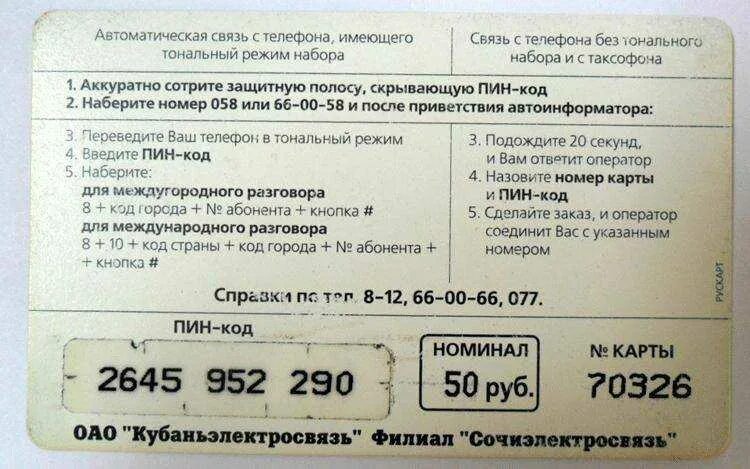 Автоматическая связь с телефона, имеющего
тональный режим набора
Связь с телефона без тонального
набора и с таксофона
1. Аккуратно сотрите защитную полосу, скрывающую ПИН-код
2. Наберите номер 058 или 66-00-58 и после приветствия автоинформатора:
3. Переведите Ваш телефон в тональный режим
4. Введите ПИН-код
5. Наберите:
для междугородного разговора
8 + код города + № абонента + кнопка #
для международного разговора
8 + 10 + код страны + код города + № абонента +
+ кнопка #
3. Подождите 20 секунд,
и Вам ответит оператор
4. Назовите номер карты
и ПИН-код
5. Сделайте заказ, и оператор
соединит Вас с указанным
номером
Справки по тел. 8-12, 66-00-66, 077.
РУСКАРТ
ПИН-код
2645 952 290
НОМИНАЛ
50 руб.
№ КАРТЫ
70326
ОАО "Кубаньэлектросвязь" Филиал "Сочиэлектросвязь"